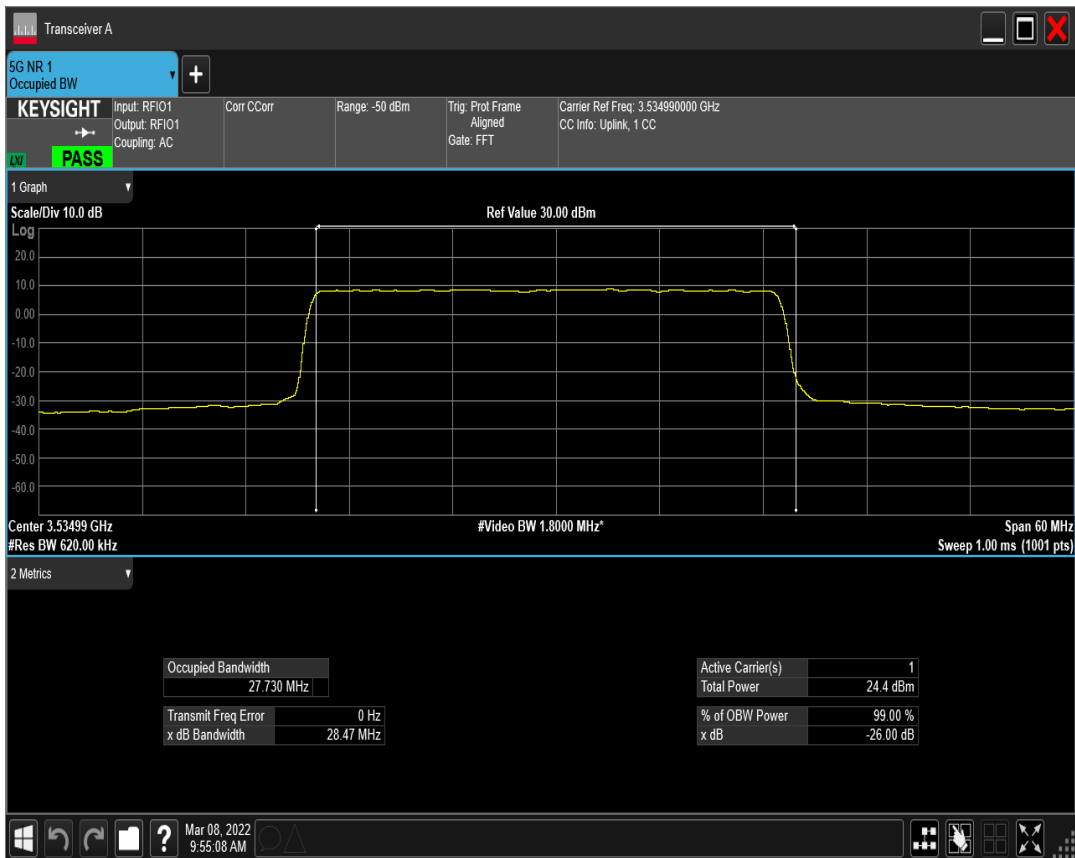 Transceiver A
5G NR 1
Occupied BW
+
KEYSIGHT
LXI
PASS
Input: RFIO1
Output: RFIO1
Coupling: AC
Corr CCorr
Range: -50 dBm
Trig: Prot Frame
Aligned
Gate: FFT
Carrier Ref Freq: 3.534990000 GHz
CC Info: Uplink, 1 CC
1 Graph
Scale/Div 10.0 dB
Ref Value 30.00 dBm
Log
20.0
10.0
0.00
-10.0
-20.0
-30.0
-40.0
-50.0
-60.0
Center 3.53499 GHz
#Video BW 1.8000 MHz*
Span 60 MHz
#Res BW 620.00 kHz
Sweep 1.00 ms (1001 pts)
2 Metrics
Occupied Bandwidth
27.730 MHz
Transmit Freq Error 0 Hz
x dB Bandwidth 28.47 MHz
Active Carrier(s) 1
Total Power 24.4 dBm
% of OBW Power 99.00 %
x dB -26.00 dB
?
Mar 08, 2022
9:55:08 AM